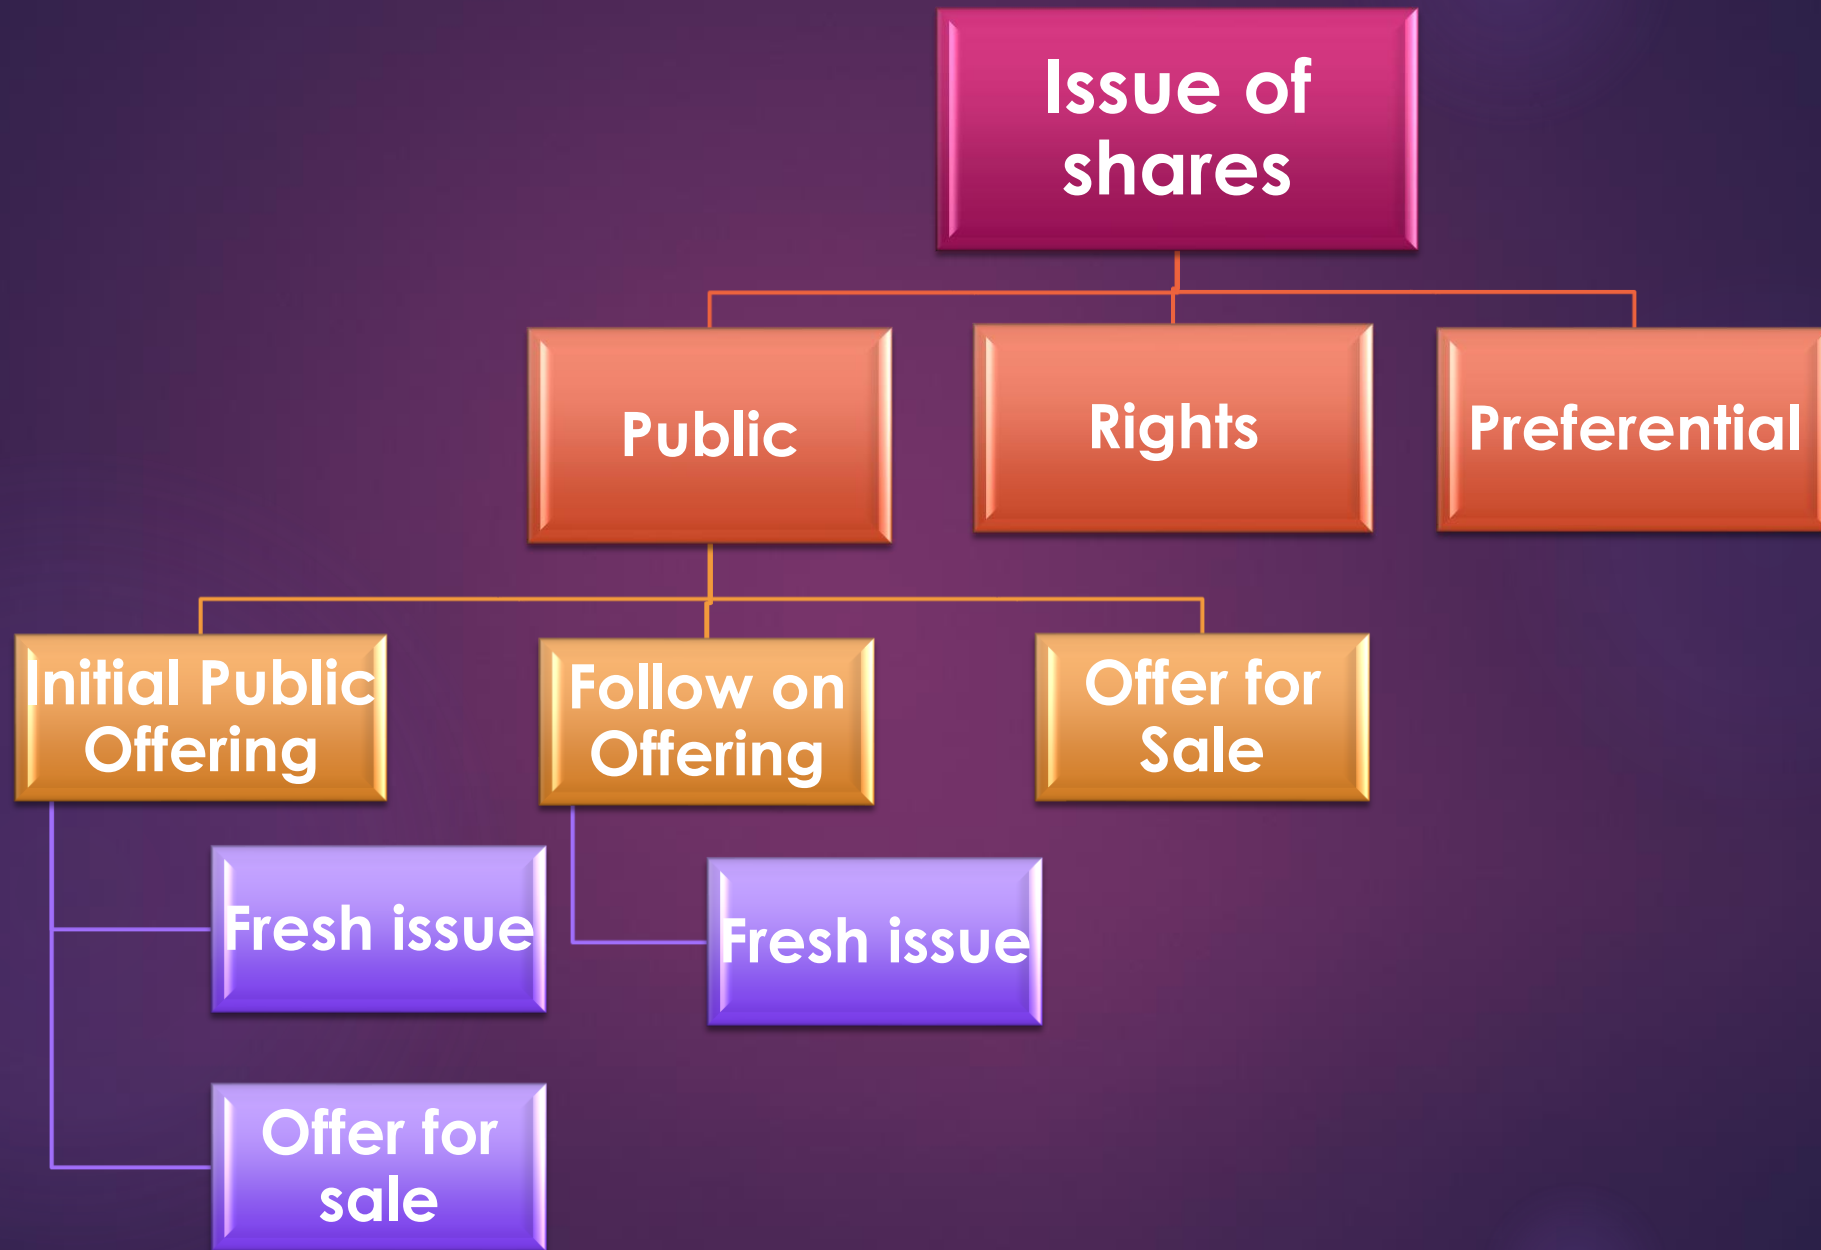 Issue of
shares
Public
Rights
Preferential
Initial Public
Offering
Follow on
Offering
Offer for
Sale
Fresh issue
Fresh issue
Offer for
sale